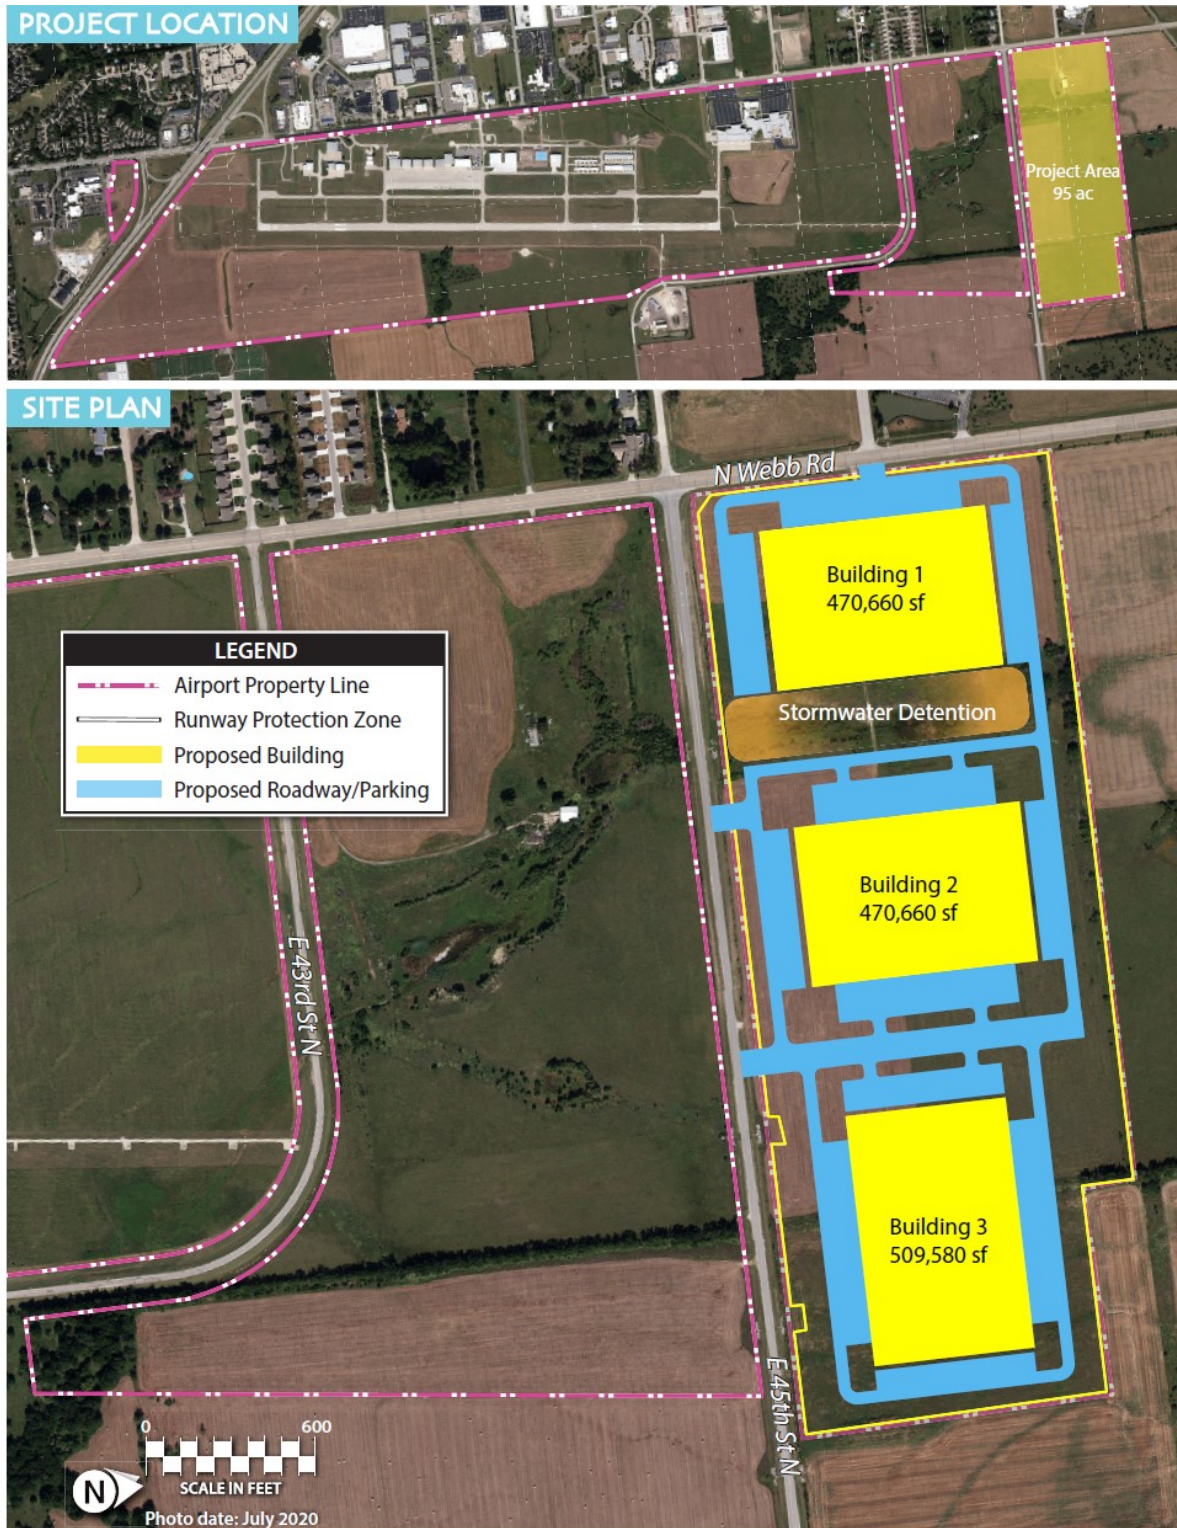 PROJECT LOCATION
Project Area
95 ac
SITE PLAN
N Webb Rd
Building 1
470,660 sf
LEGEND
Airport Property Line
Runway Protection Zone
Proposed Building
Proposed Roadway/Parking
Stormwater Detention
Building 2
470,660 sf
E 43rd St N
Building 3
509,580 sf
E 45th St N
0 600
SCALE IN FEET
N
Photo date: July 2020